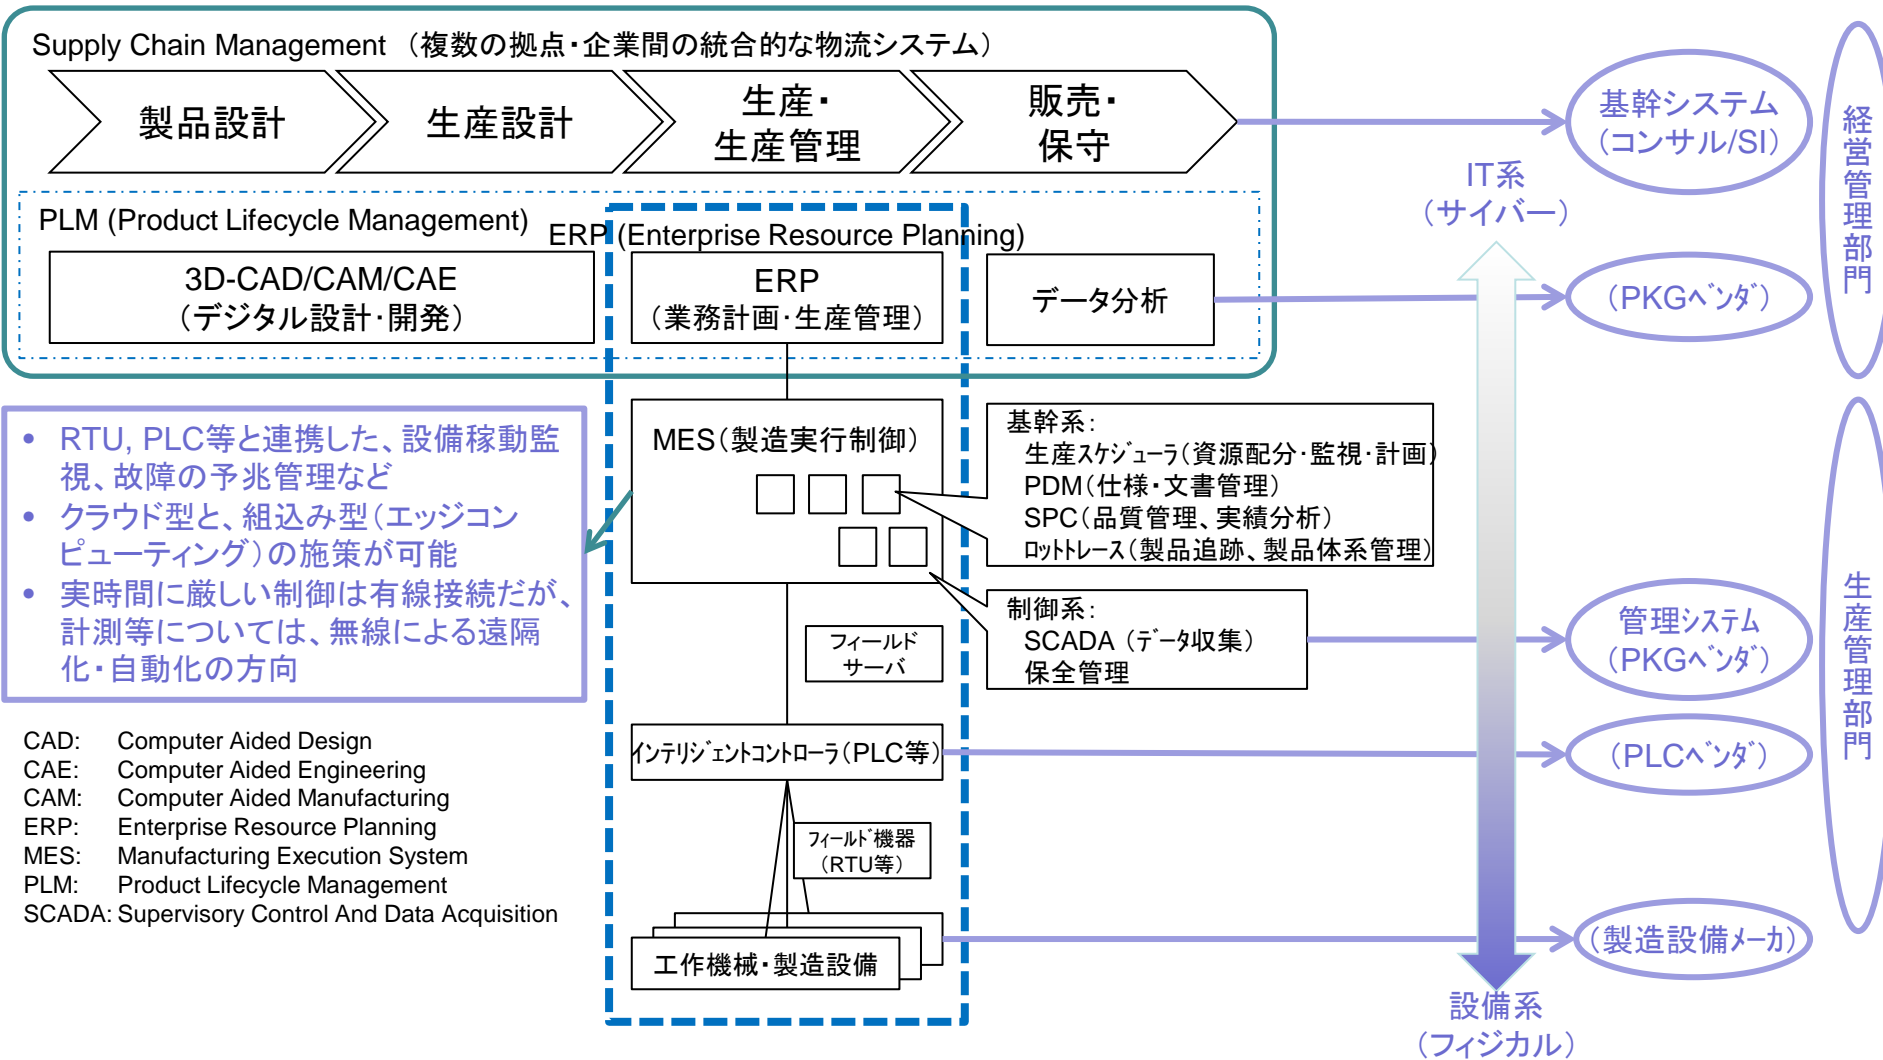 Supply Chain Management （複数の拠点・企業間の統合的な物流システム）
製品設計
生産設計
生産・
生産管理
販売・
保守
PLM (Product Lifecycle Management)
ERP (Enterprise Resource Planning)
3D-CAD/CAM/CAE
（デジタル設計・開発）
ERP
（業務計画・生産管理）
データ分析
基幹システム
（コンサル/SI）
IT系
（サイバー）
（PKGﾍﾞﾝﾀﾞ）
経営管理部門
• RTU, PLC等と連携した、設備稼動監
視、故障の予兆管理など
• クラウド型と、組込み型（エッジコン
ピューティング）の施策が可能
• 実時間に厳しい制御は有線接続だが、
計測等については、無線による遠隔
化・自動化の方向
MES（製造実行制御）
基幹系：
生産ｽｹｼﾞｭｰﾗ（資源配分・監視・計画）
PDM（仕様・文書管理）
SPC（品質管理、実績分析）
ﾛｯﾄﾄﾚｰｽ（製品追跡、製品体系管理）
制御系：
SCADA （ﾃﾞｰﾀ収集）
保全管理
フィールド
サーバ
管理ｼｽﾃﾑ
（PKGﾍﾞﾝﾀﾞ）
生産管理部門
ｲﾝﾃﾘｼﾞｪﾝﾄｺﾝﾄﾛｰﾗ（PLC等）
（PLCﾍﾞﾝﾀﾞ）
ﾌｨｰﾙﾄﾞ機器
（RTU等）
工作機械・製造設備
（製造設備ﾒｰｶ）
設備系
（フィジカル）
CAD: Computer Aided Design
CAE: Computer Aided Engineering
CAM: Computer Aided Manufacturing
ERP: Enterprise Resource Planning
MES: Manufacturing Execution System
PLM: Product Lifecycle Management
SCADA: Supervisory Control And Data Acquisition